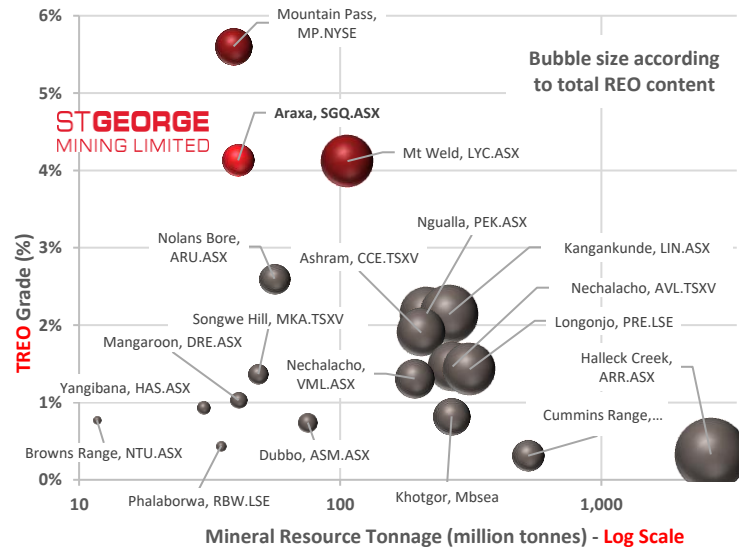 6%
5%
4%
3%
2%
1%
0%
TREO Grade (%)
Mountain Pass,
MP.NYSE
Bubble size according
to total REO content
STGEORGE
MINING LIMITED
Araxa, SGQ.ASX
Mt Weld, LYC.ASX
Nolans Bore,
ARU.ASX
Ashram, CCE.TSXV
Ngualla, PEK.ASX
Kangankunde, LIN.ASX
Nechalacho, AVL.TSXV
Songwe Hill, MKA.TSXV
Longonjo, PRE.LSE
Mangaroon, DRE.ASX
Nechalacho,
VML.ASX
Halleck Creek,
ARR.ASX
Yangibana, HAS.ASX
Cummins Range,...
Browns Range, NTU.ASX
Dubbo, ASM.ASX
Khotgor, Mbsea
Phalaborwa, RBW.LSE
10
100
1,000
Mineral Resource Tonnage (million tonnes) - Log Scale